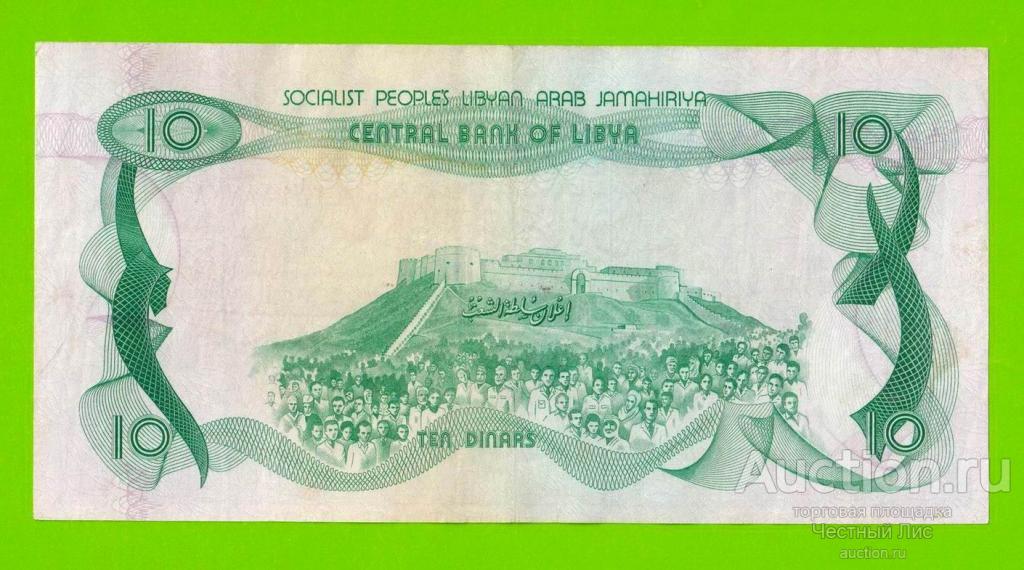 SOCIALIST PEOPLE'S LIBYAN ARAB JAMAHIRIYA
10 CENTRAL BANK OF LIBYA 10
إعلان سلطة الشعب
10 TEN DINARS 10
Auction.ru
торговая площадка
Честный Лис
auction.ru